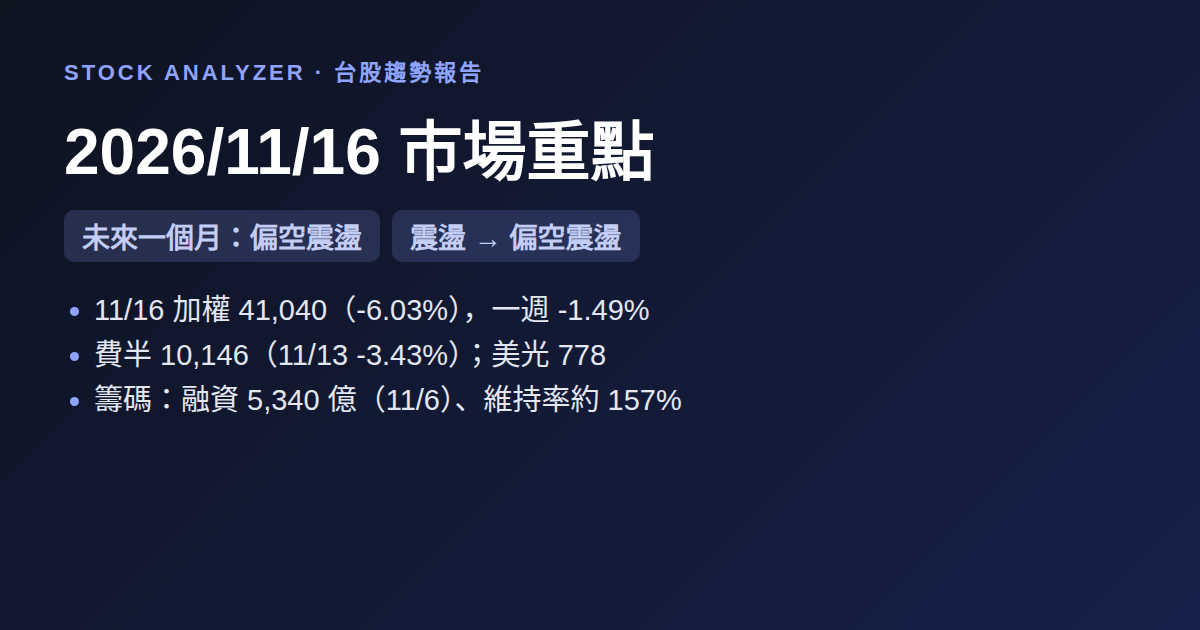 STOCK ANALYZER · 台股趨勢報告
2026/11/16 市場重點
未來一個月：偏空震盪 震盪 → 偏空震盪
11/16 加權 41,040（-6.03%），一週 -1.49%
費半 10,146（11/13 -3.43%）；美光 778
籌碼：融資 5,340 億（11/6）、維持率約 157%